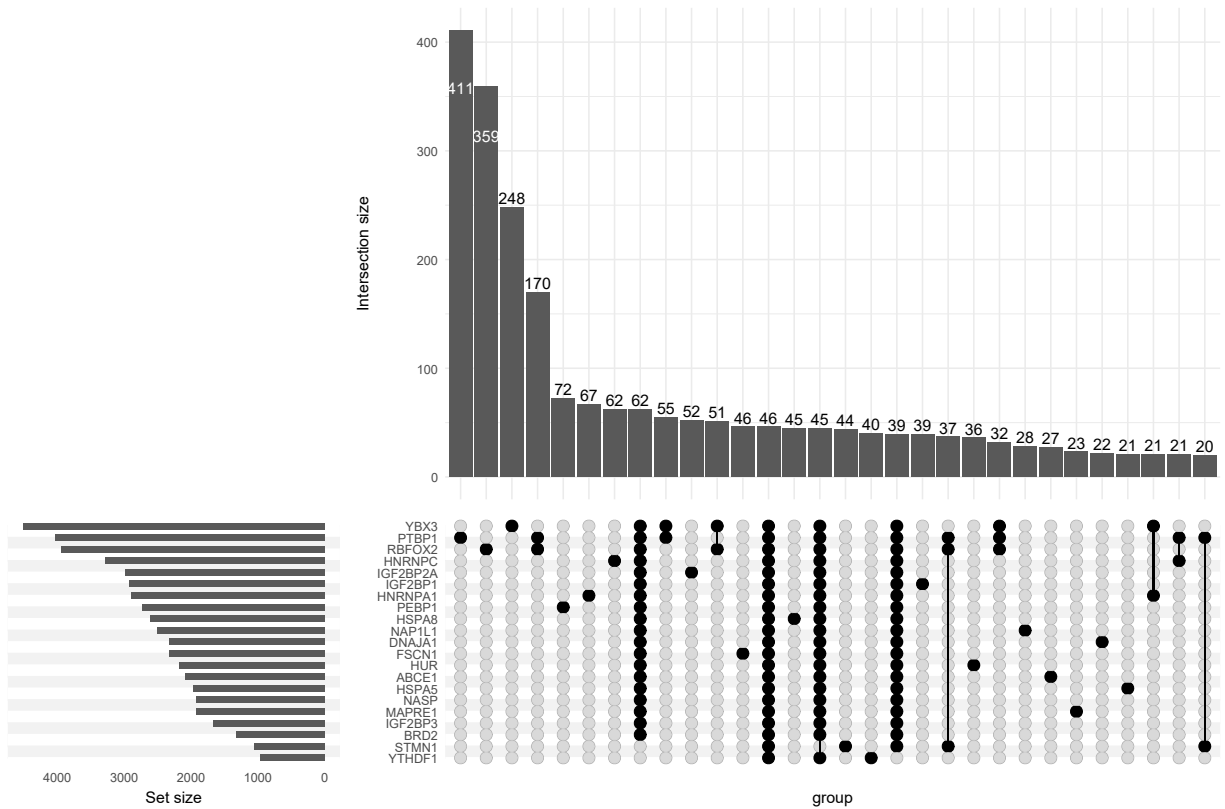 400
300
200
100
0
Intersection size
411
359
248
170
72
67
62
62
55
52
51
46
46
45
45
44
40
39
39
37
36
32
28
27
23
22
21
21
21
20
YBX3
PTBP1
RBFOX2
HNRNPC
IGF2BP2A
IGF2BP1
HNRNPA1
PEBP1
HSPA8
NAP1L1
DNAJA1
FSCN1
HUR
ABCE1
HSPA5
NASP
MAPRE1
IGF2BP3
BRD2
STMN1
YTHDF1
4000 3000 2000 1000 0
Set size
group